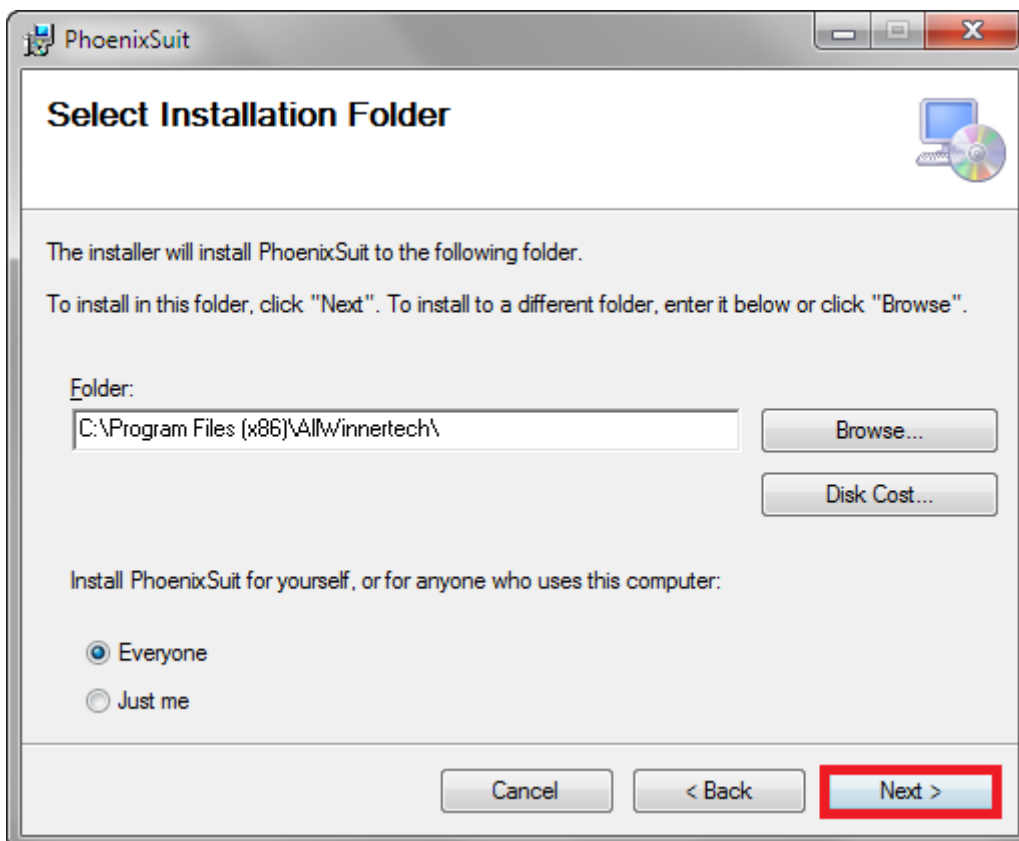 PhoenixSuit
Select Installation Folder
The installer will install PhoenixSuit to the following folder.
To install in this folder, click "Next". To install to a different folder, enter it below or click "Browse".
Folder:
C:\Program Files (x86)\AllWinnertech\
Browse...
Disk Cost...
Install PhoenixSuit for yourself, or for anyone who uses this computer:
Everyone
Just me
Cancel
< Back
Next >